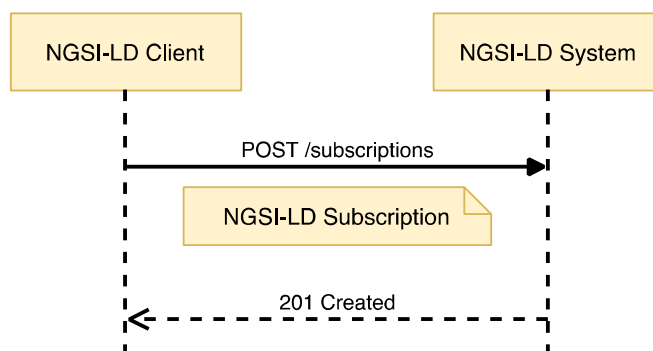 NGSI-LD Client
NGSI-LD System
POST /subscriptions
NGSI-LD Subscription
201 Created